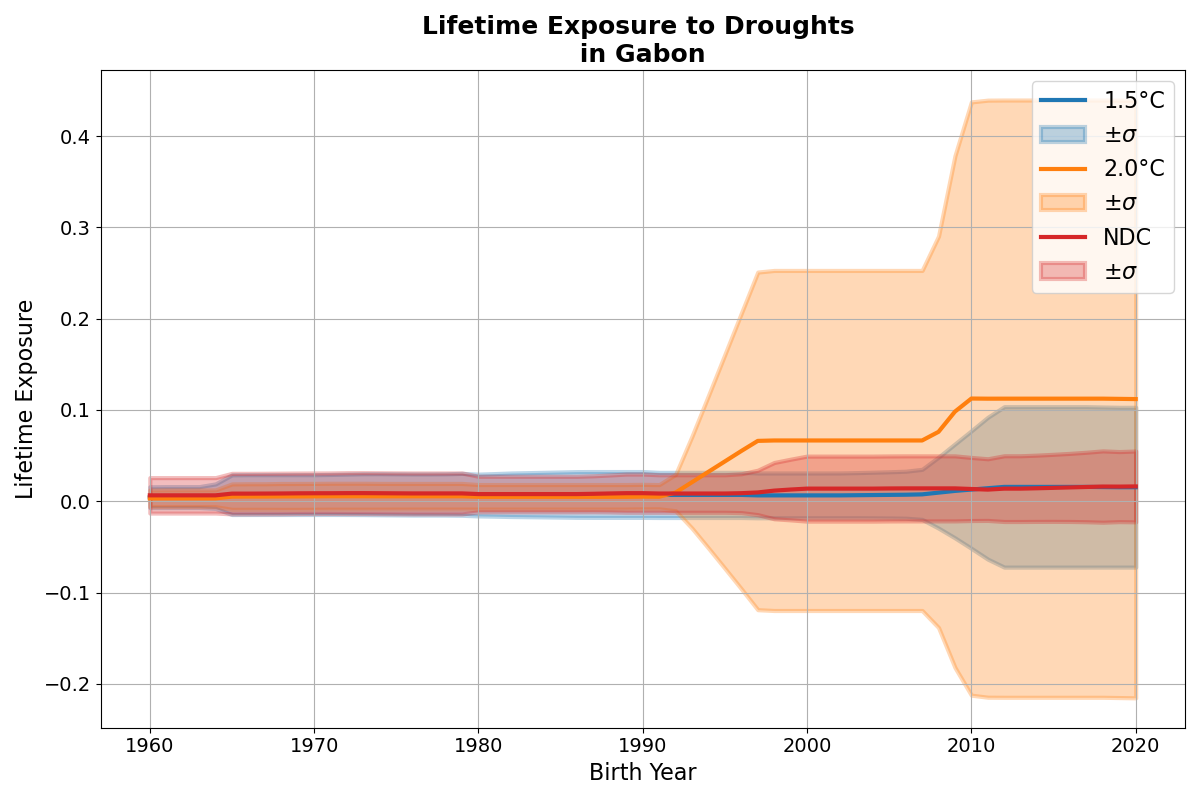 Lifetime Exposure to Droughts
in Gabon
1.5°C
±σ
2.0°C
±σ
NDC
±σ
Lifetime Exposure
0.4
0.3
0.2
0.1
0.0
−0.1
−0.2
1960
1970
1980
1990
2000
2010
2020
Birth Year